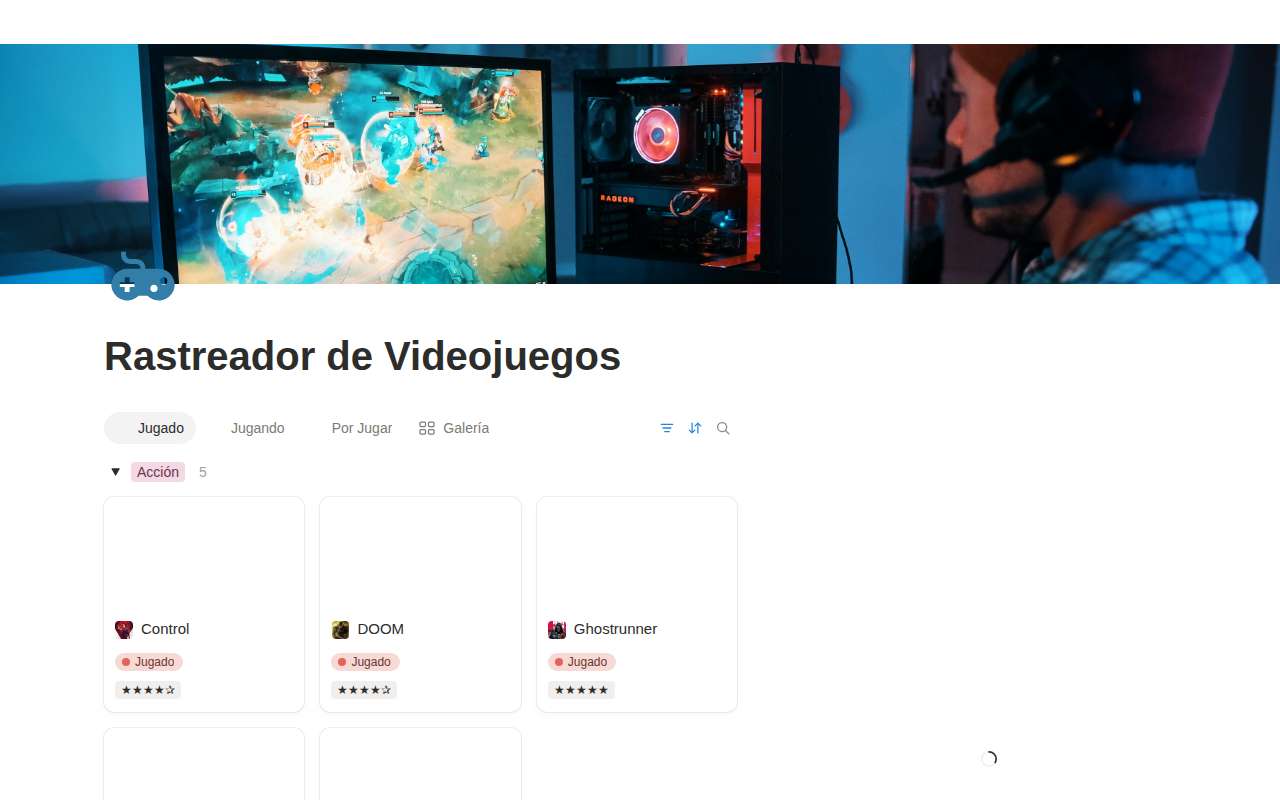 RADEON
Rastreador de Videojuegos
Jugado
Jugando
Por Jugar
Galería
Acción 5
Control
DOOM
Ghostrunner
Jugado
Jugado
Jugado
★★★★✰
★★★★✰
★★★★★